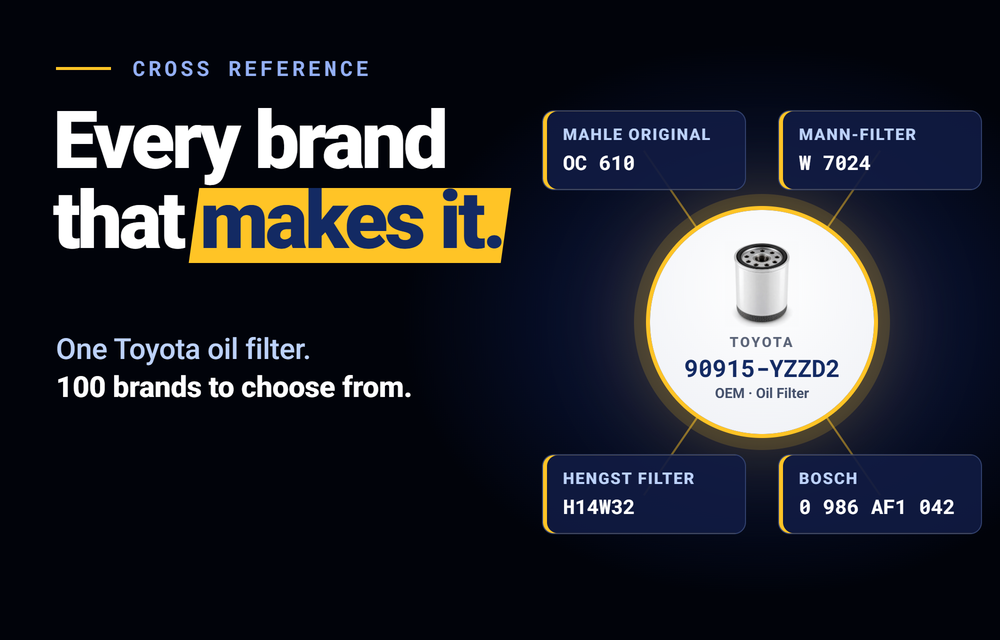 CROSS REFERENCE
Every brand
that makes it.
One Toyota oil filter.
100 brands to choose from.
MAHLE ORIGINAL
OC 610
MANN-FILTER
W 7024
TOYOTA
90915-YZZD2
OEM · Oil Filter
HENGST FILTER
H14W32
BOSCH
0 986 AF1 042